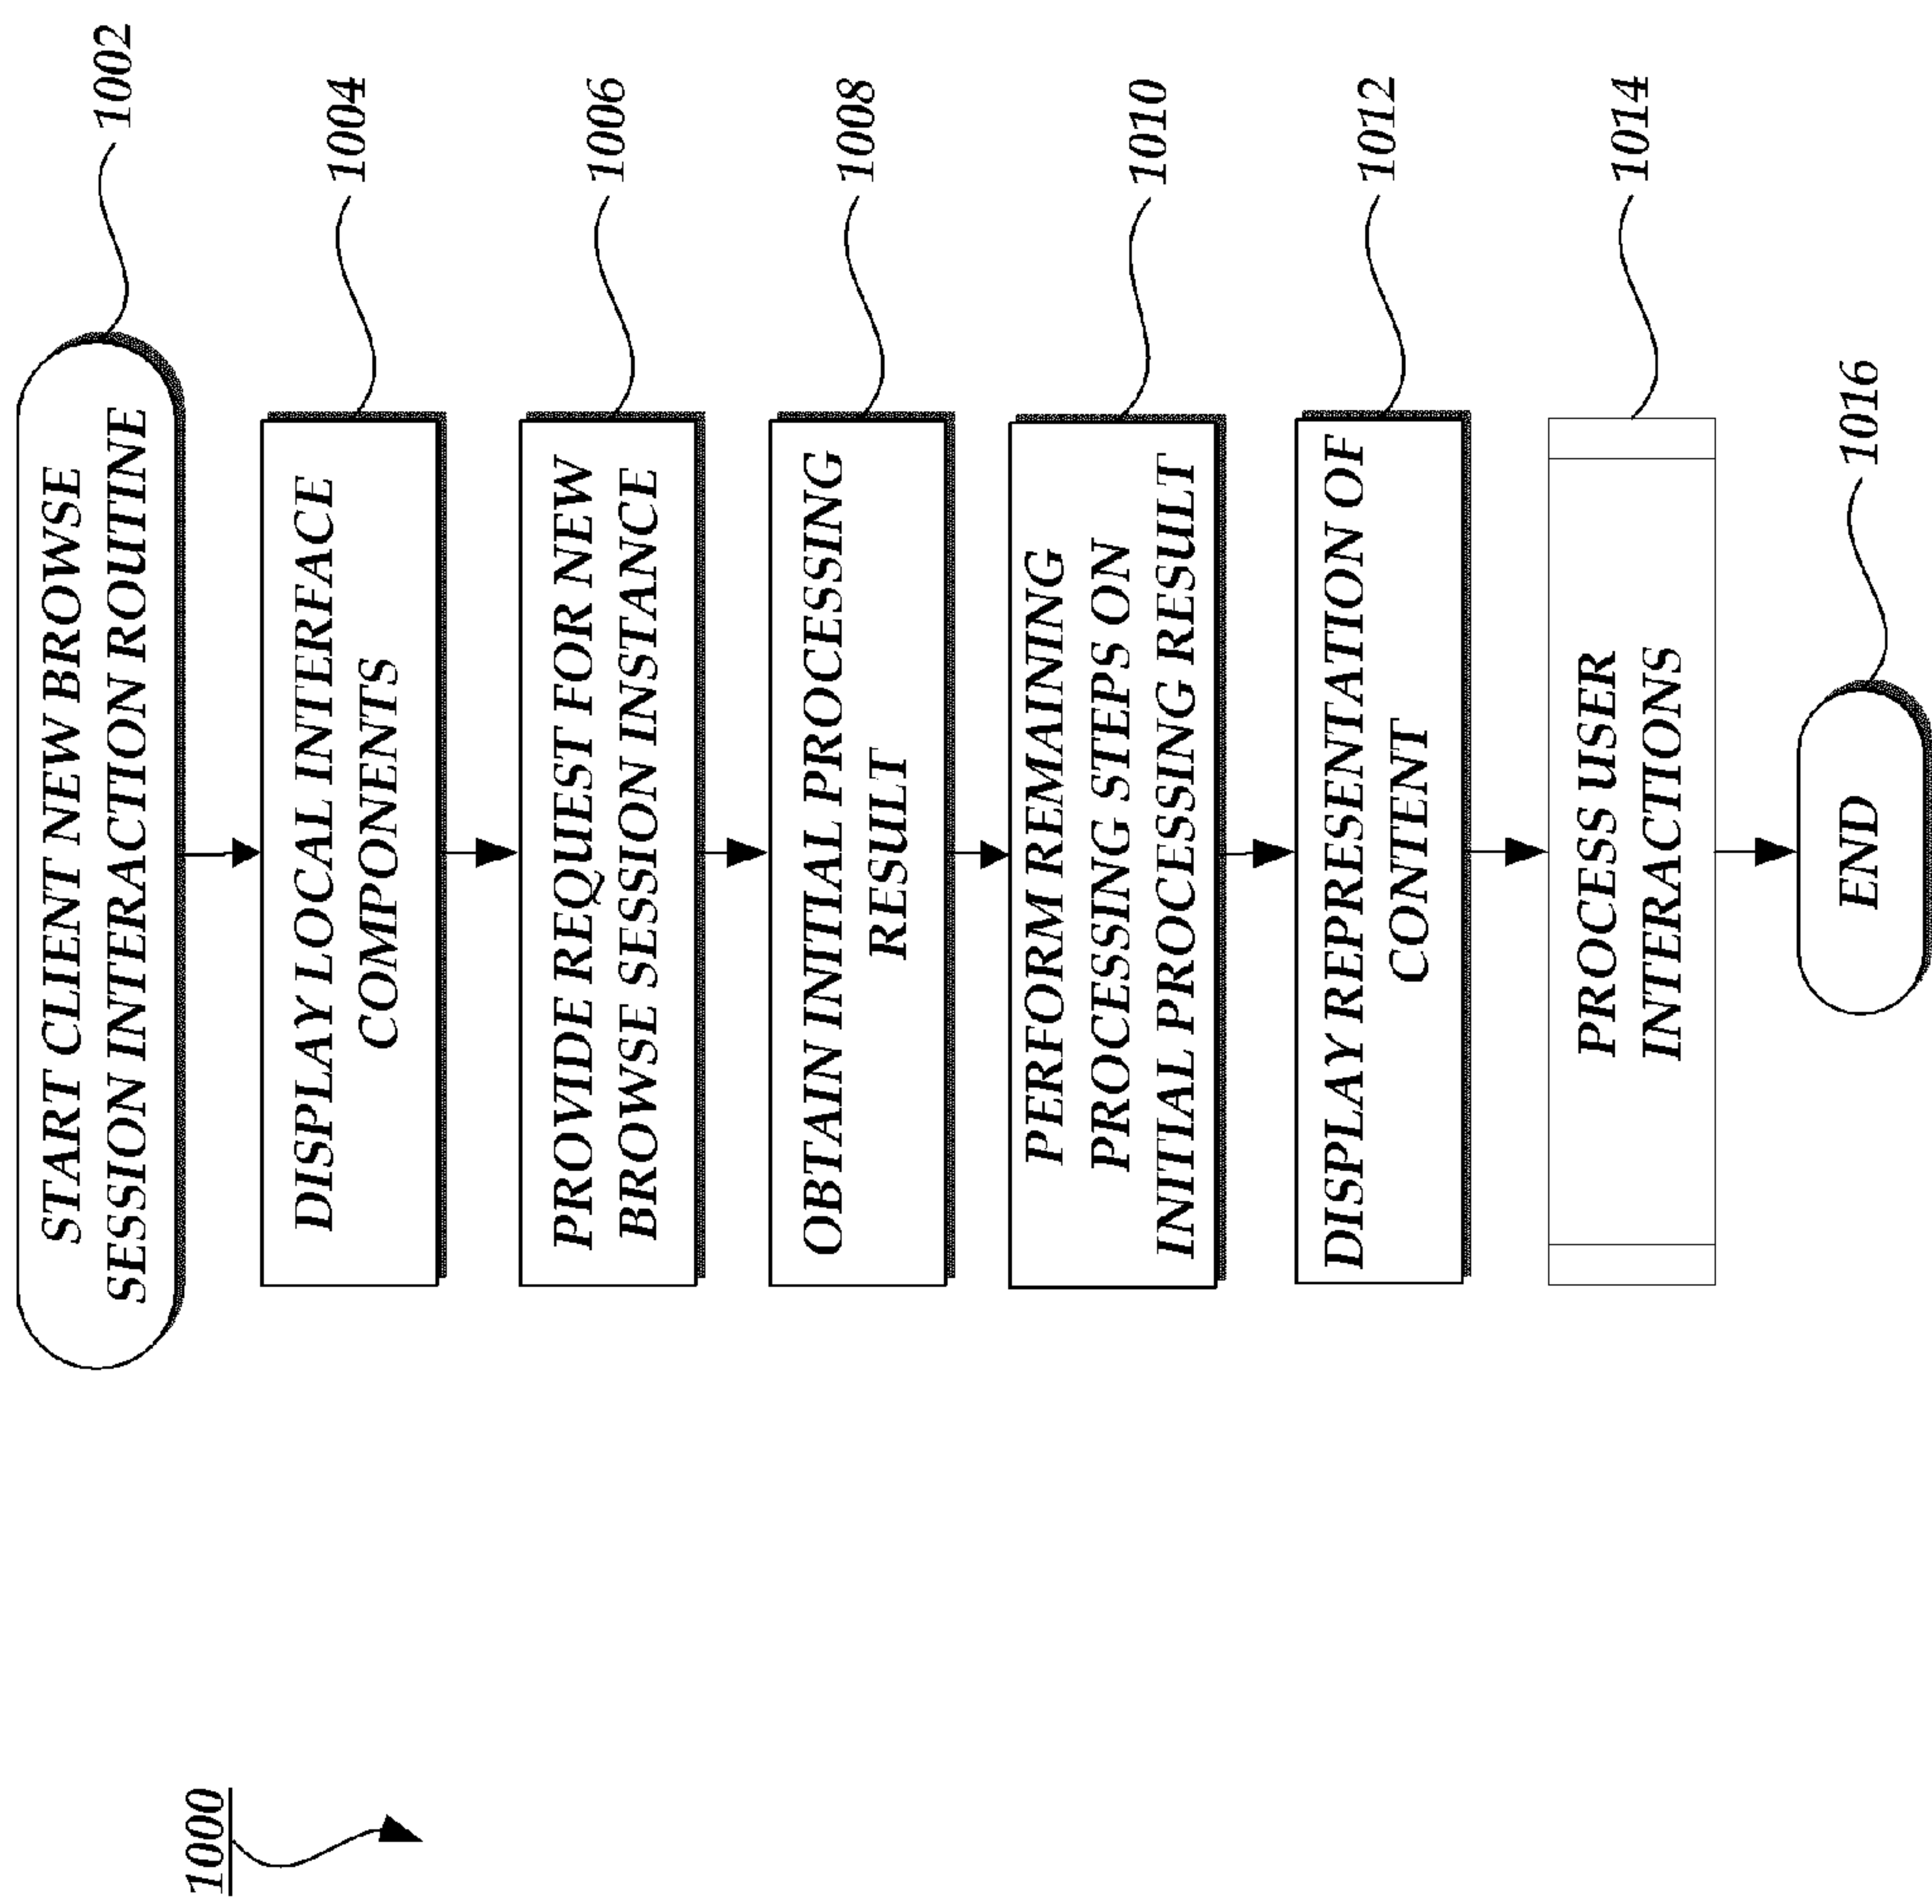 1000
START CLIENT NEW BROWSE
SESSION INTERACTION ROUTINE
1002
DISPLAY LOCAL INTERFACE
COMPONENTS
1004
PROVIDE REQUEST FOR NEW
BROWSE SESSION INSTANCE
1006
OBTAIN INITIAL PROCESSING
RESULT
1008
PERFORM REMAINING
PROCESSING STEPS ON
INITIAL PROCESSING RESULT
1010
DISPLAY REPRESENTATION OF
CONTENT
1012
PROCESS USER
INTERACTIONS
1014
END
1016